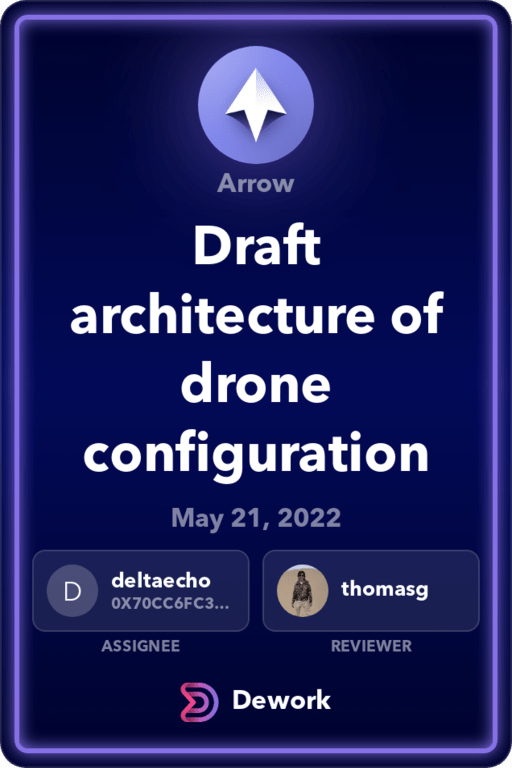 Arrow
Draft
architecture of
drone
configuration
May 21, 2022
D
deltaecho
0X70CC6FC3...
thomasg
ASSIGNEE
REVIEWER
Dework